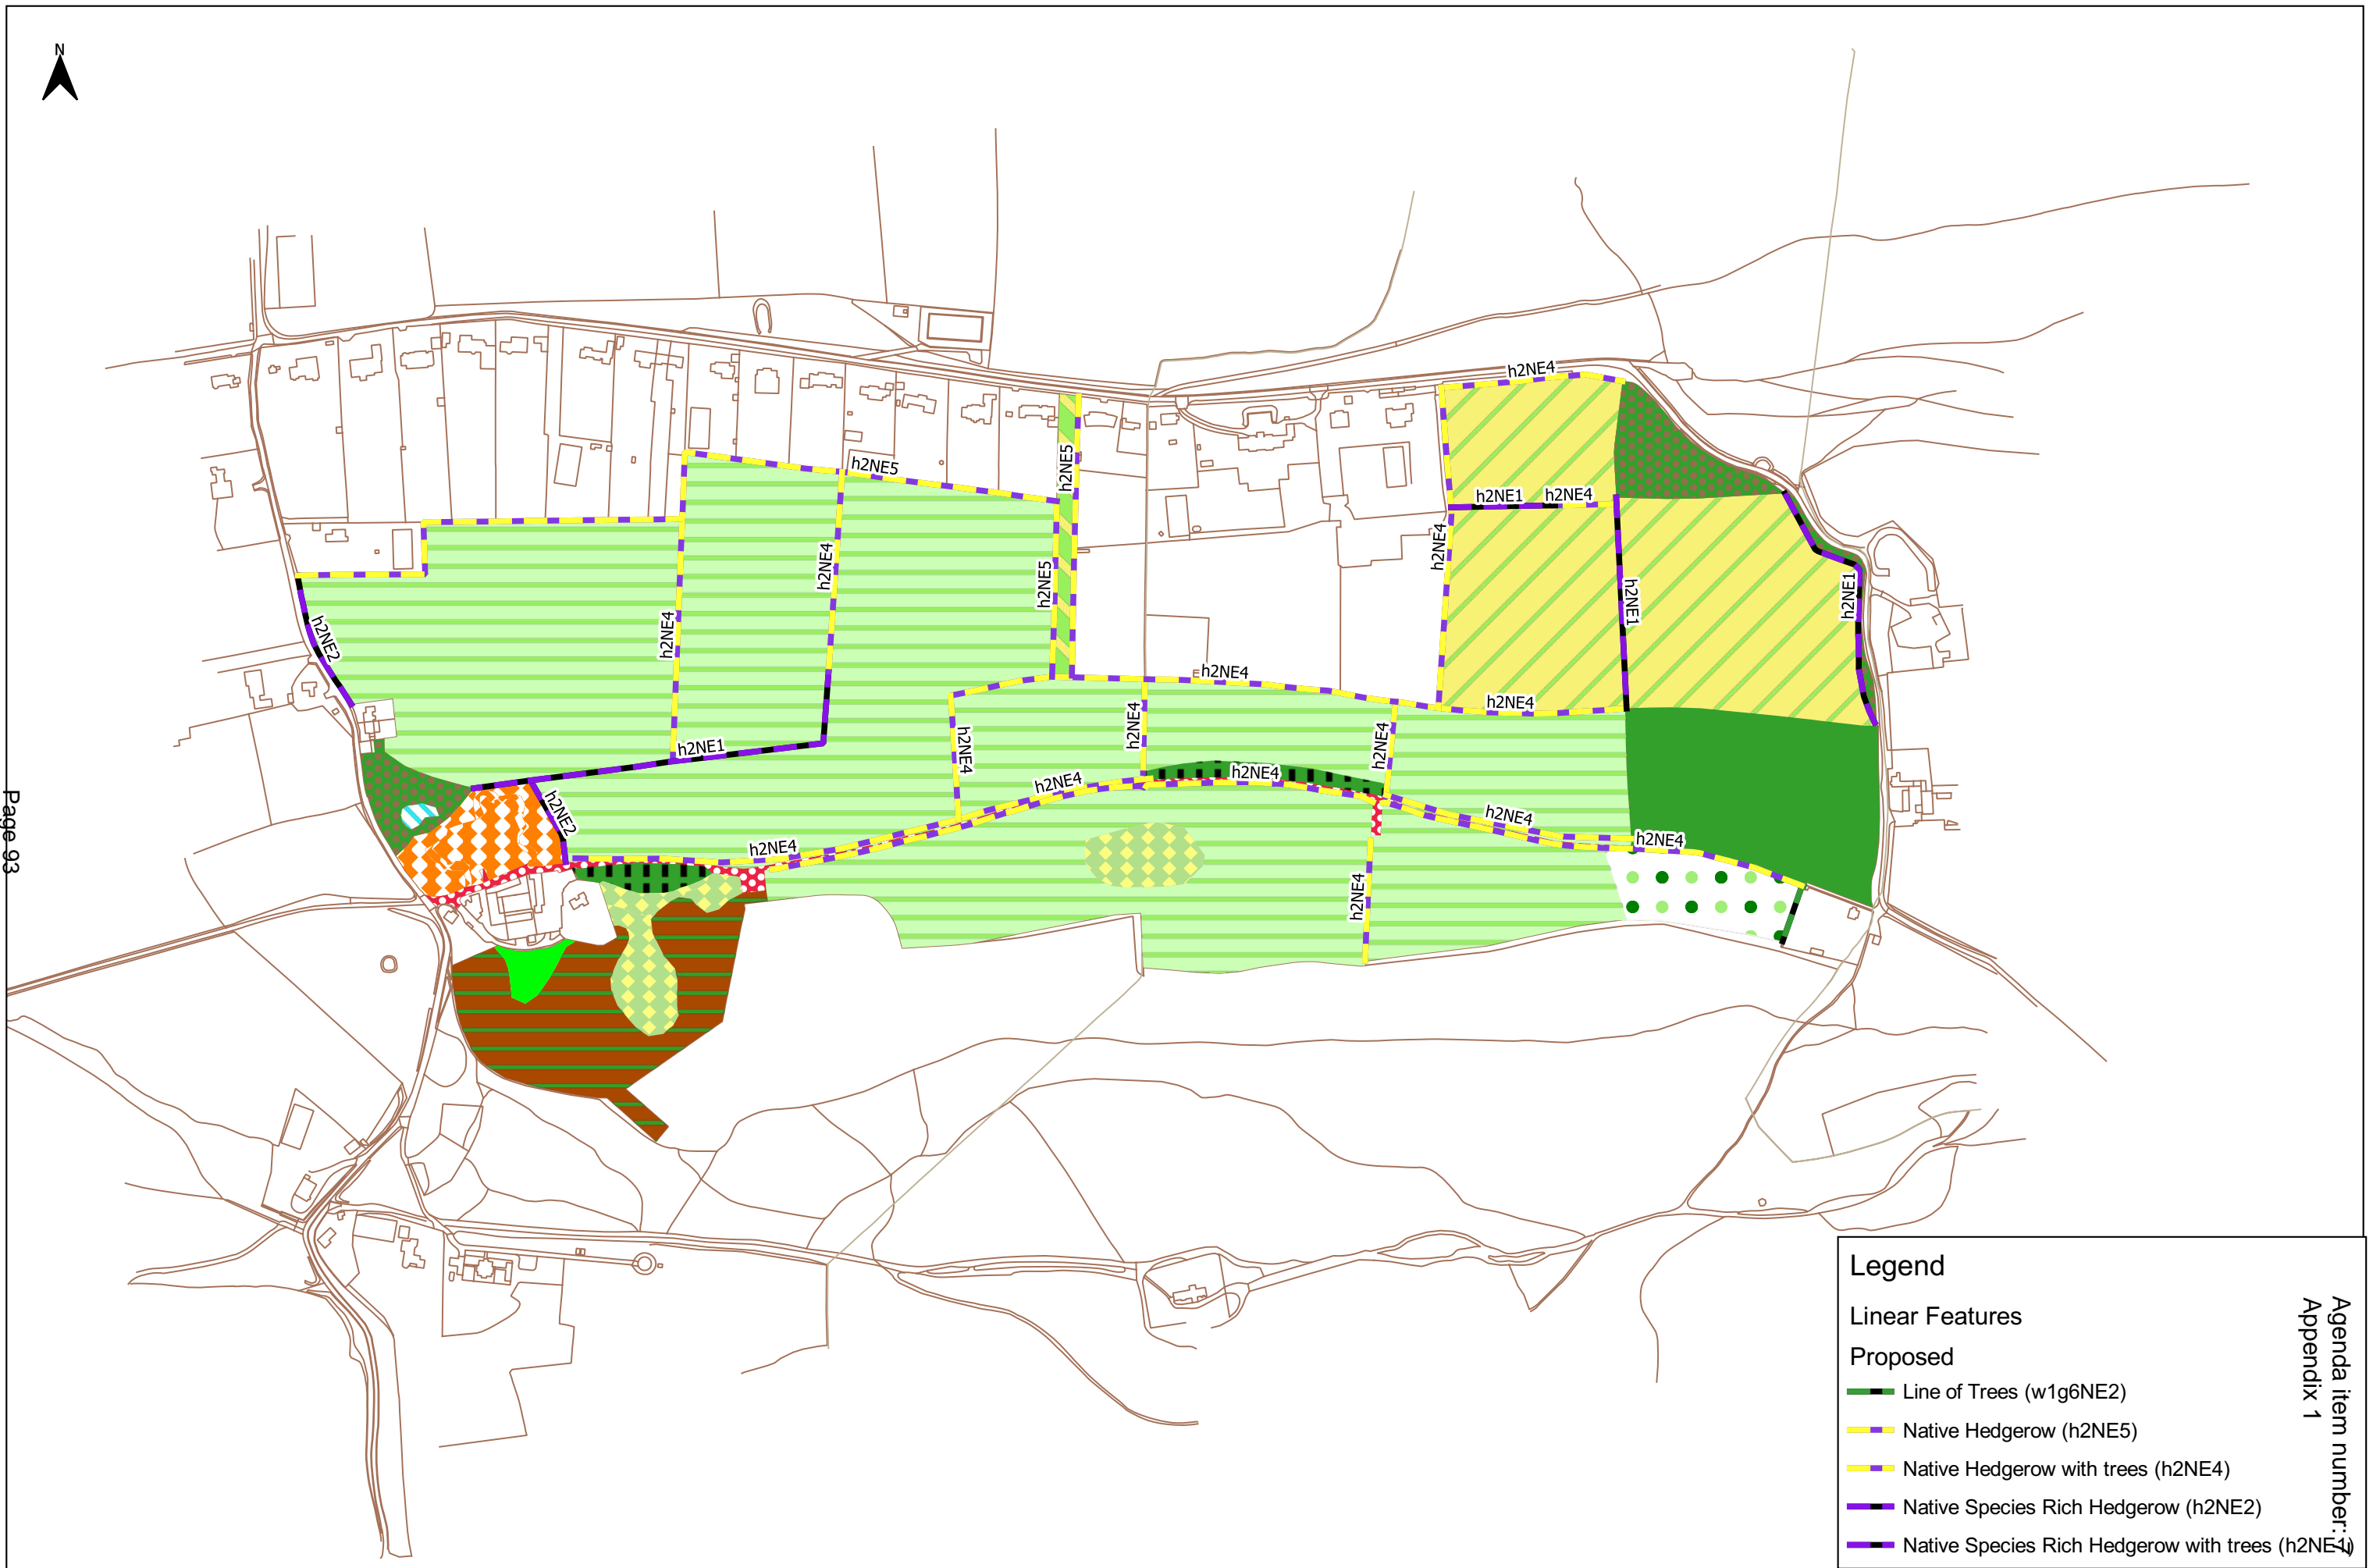 N
h2NE4
h2NE5
h2NE5
h2NE1
h2NE4
h2NE4
h2NE4
h2NE5
h2NE1
h2NE1
h2NE2
h2NE4
h2NE4
h2NE4
h2NE1
h2NE4
h2NE4
h2NE4
h2NE4
h2NE4
h2NE4
h2NE2
h2NE4
h2NE4
h2NE4
h2NE4
Page 93
Legend
Linear Features
Proposed
Line of Trees (w1g6NE2)
Native Hedgerow (h2NE5)
Native Hedgerow with trees (h2NE4)
Native Species Rich Hedgerow (h2NE2)
Native Species Rich Hedgerow with trees (h2NE1)
Agenda item number: 7
Appendix 1